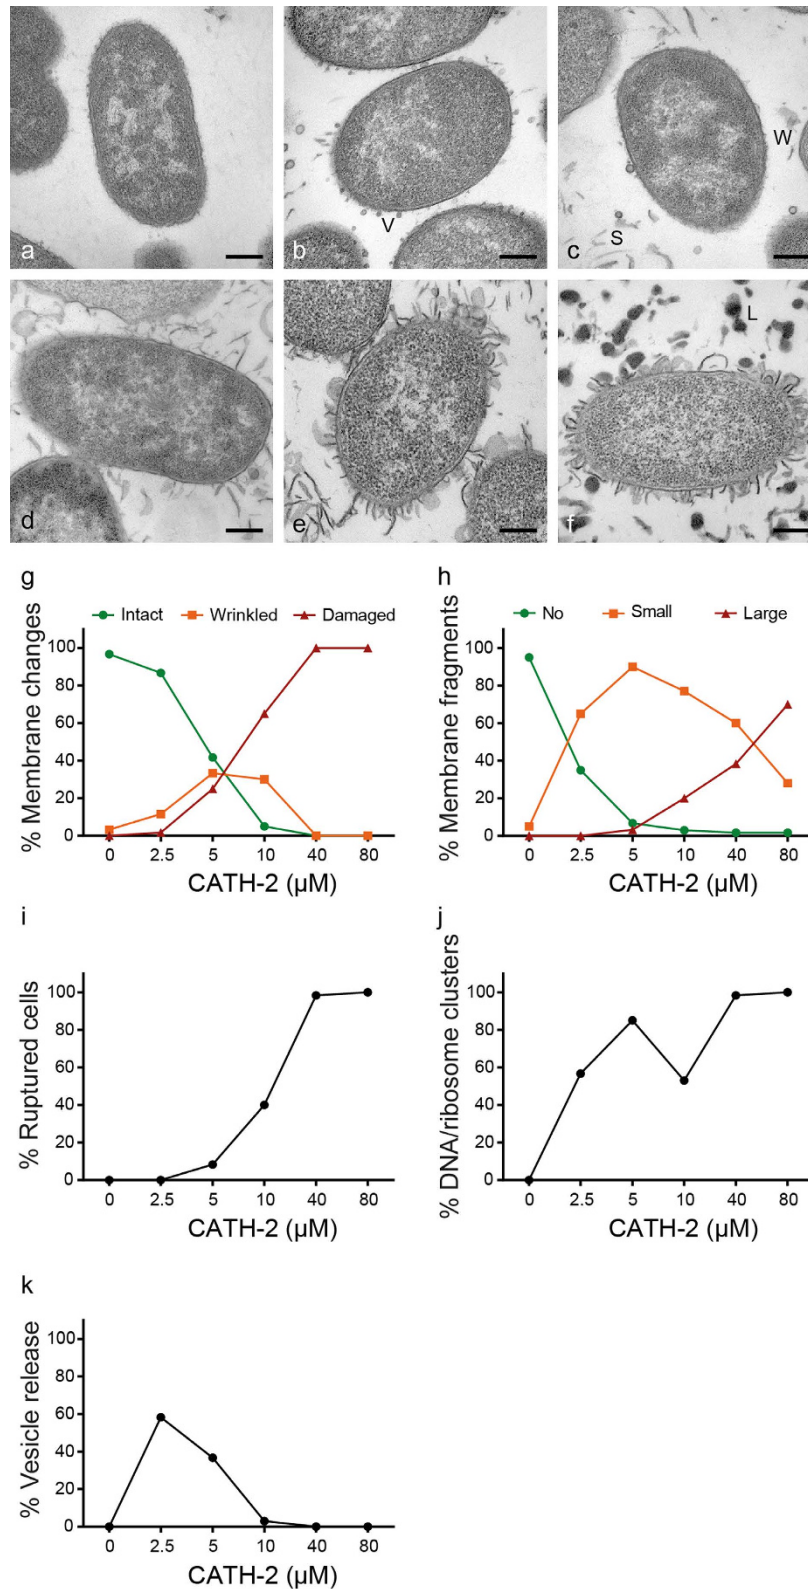 a
b
V
c
S
W
d
e
f
L
g
Intact Wrinkled Damaged
% Membrane changes
100
80
60
40
20
0
0 2.5 5 10 40 80
CATH-2 (µM)
h
No Small Large
% Membrane fragments
100
80
60
40
20
0
0 2.5 5 10 40 80
CATH-2 (µM)
i
% Ruptured cells
100
80
60
40
20
0
0 2.5 5 10 40 80
CATH-2 (µM)
j
% DNA/ribosome clusters
100
80
60
40
20
0
0 2.5 5 10 40 80
CATH-2 (µM)
k
% Vesicle release
100
80
60
40
20
0
0 2.5 5 10 40 80
CATH-2 (µM)